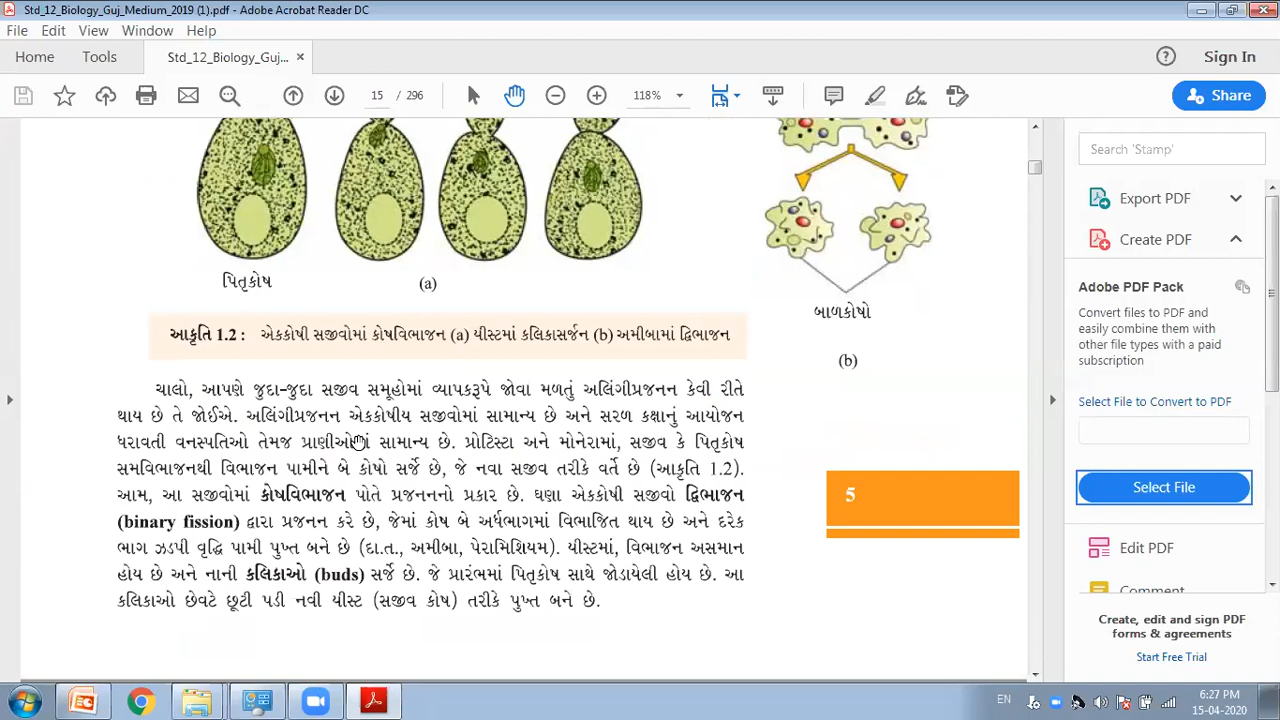 Std_12_Biology_Guj_Medium_2019 (1).pdf - Adobe Acrobat Reader DC
File Edit View Window Help
Home Tools Std_12_Biology_Guj... × Sign In
15 / 296 118% Share
Search 'Stamp'
Export PDF
Create PDF
Adobe PDF Pack
Convert files to PDF and easily combine them with other file types with a paid subscription
Select File to Convert to PDF
Select File
Edit PDF
Comment
Create, edit and sign PDF forms & agreements
Start Free Trial
પિતૃકોષ
(a)
બાળકોષો
(b)
આકૃતિ 1.2 : એકકોષી સજીવોમાં કોષવિભાજન (a) યીસ્ટમાં કલિકાસર્જન (b) અમીબામાં દ્વિભાજન
ચાલો, આપણે જુદા-જુદા સજીવ સમૂહોમાં વ્યાપકરૂપે જોવા મળતું અલિંગીપ્રજનન કેવી રીતે
થાય છે તે જોઈએ. અલિંગીપ્રજનન એકકોષીય સજીવોમાં સામાન્ય છે અને સરળ કક્ષાનું આયોજન
ધરાવતી વનસ્પતિઓ તેમજ પ્રાણીઓમાં સામાન્ય છે. પ્રોટિસ્ટા અને મોનેરામાં, સજીવ કે પિતૃકોષ
સમવિભાજનથી વિભાજન પામીને બે કોષો સર્જે છે, જે નવા સજીવ તરીકે વર્તે છે (આકૃતિ 1.2).
આમ, આ સજીવોમાં કોષવિભાજન પોતે પ્રજનનનો પ્રકાર છે. ઘણા એકકોષી સજીવો દ્વિભાજન
(binary fission) દ્વારા પ્રજનન કરે છે, જેમાં કોષ બે અર્ધભાગમાં વિભાજિત થાય છે અને દરેક
ભાગ ઝડપી વૃદ્ધિ પામી પુખ્ત બને છે (દા.ત., અમીબા, પેરામિશિયમ). યીસ્ટમાં, વિભાજન અસમાન
હોય છે અને નાની કલિકાઓ (buds) સર્જે છે. જે પ્રારંભમાં પિતૃકોષ સાથે જોડાયેલી હોય છે. આ
કલિકાઓ છેવટે છૂટી પડી નવી યીસ્ટ (સજીવ કોષ) તરીકે પુખ્ત બને છે.
5
EN
6:27 PM
15-04-2020